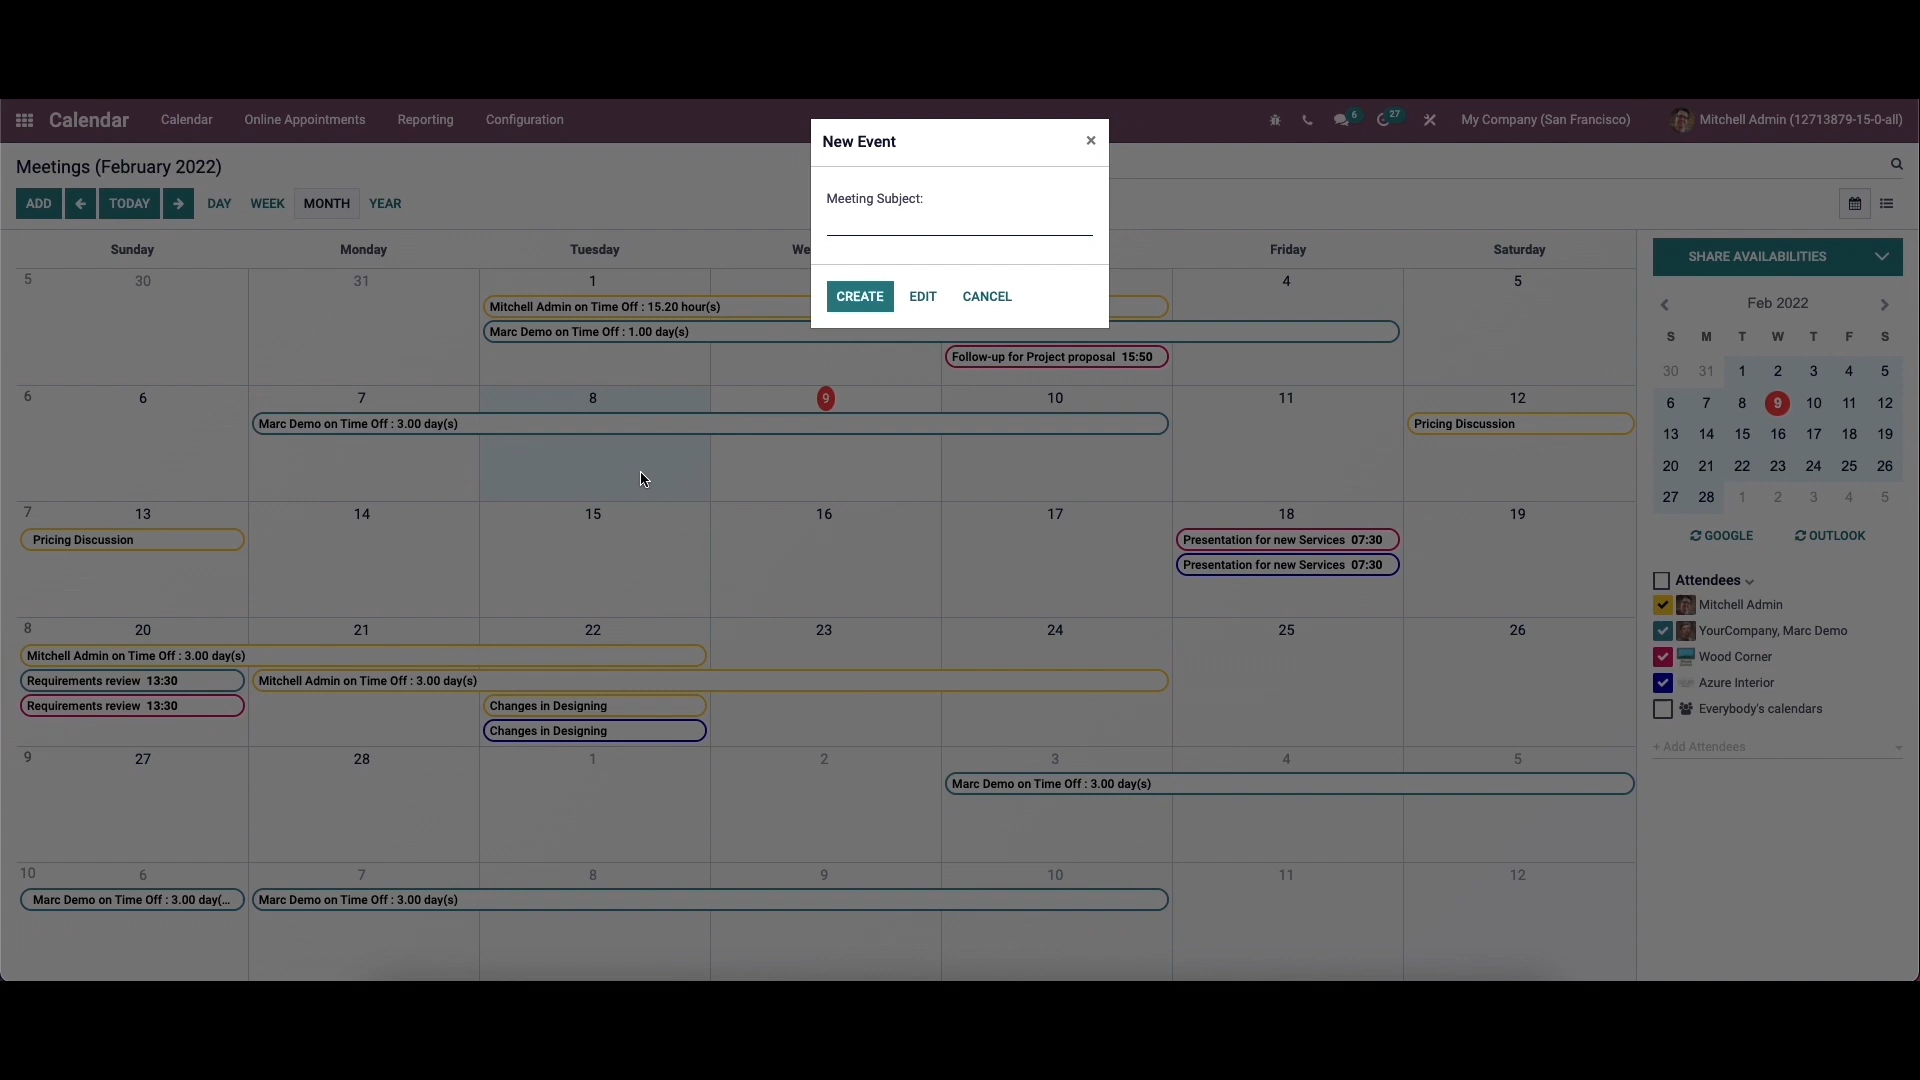 Calendar
Calendar Online Appointments Reporting Configuration
6 27 My Company (San Francisco) Mitchell Admin (12713879-15-0-all)
Meetings (February 2022)
ADD TODAY DAY WEEK MONTH YEAR
New Event ×
Meeting Subject:
CREATE EDIT CANCEL
Sunday Monday Tuesday We Friday Saturday
5 30 31 1 4 5
Mitchell Admin on Time Off : 15.20 hour(s)
Marc Demo on Time Off : 1.00 day(s)
Follow-up for Project proposal 15:50
6 6 7 8 9 10 11 12
Marc Demo on Time Off : 3.00 day(s) Pricing Discussion
7 13 14 15 16 17 18 19
Pricing Discussion Presentation for new Services 07:30
Presentation for new Services 07:30
8 20 21 22 23 24 25 26
Mitchell Admin on Time Off : 3.00 day(s)
Requirements review 13:30 Mitchell Admin on Time Off : 3.00 day(s)
Requirements review 13:30 Changes in Designing
Changes in Designing
9 27 28 1 2 3 4 5
Marc Demo on Time Off : 3.00 day(s)
10 6 7 8 9 10 11 12
Marc Demo on Time Off : 3.00 day(... Marc Demo on Time Off : 3.00 day(s)
SHARE AVAILABILITIES
Feb 2022
S M T W T F S
30 31 1 2 3 4 5
6 7 8 9 10 11 12
13 14 15 16 17 18 19
20 21 22 23 24 25 26
27 28 1 2 3 4 5
GOOGLE OUTLOOK
Attendees
Mitchell Admin
YourCompany, Marc Demo
Wood Corner
Azure Interior
Everybody's calendars
+ Add Attendees